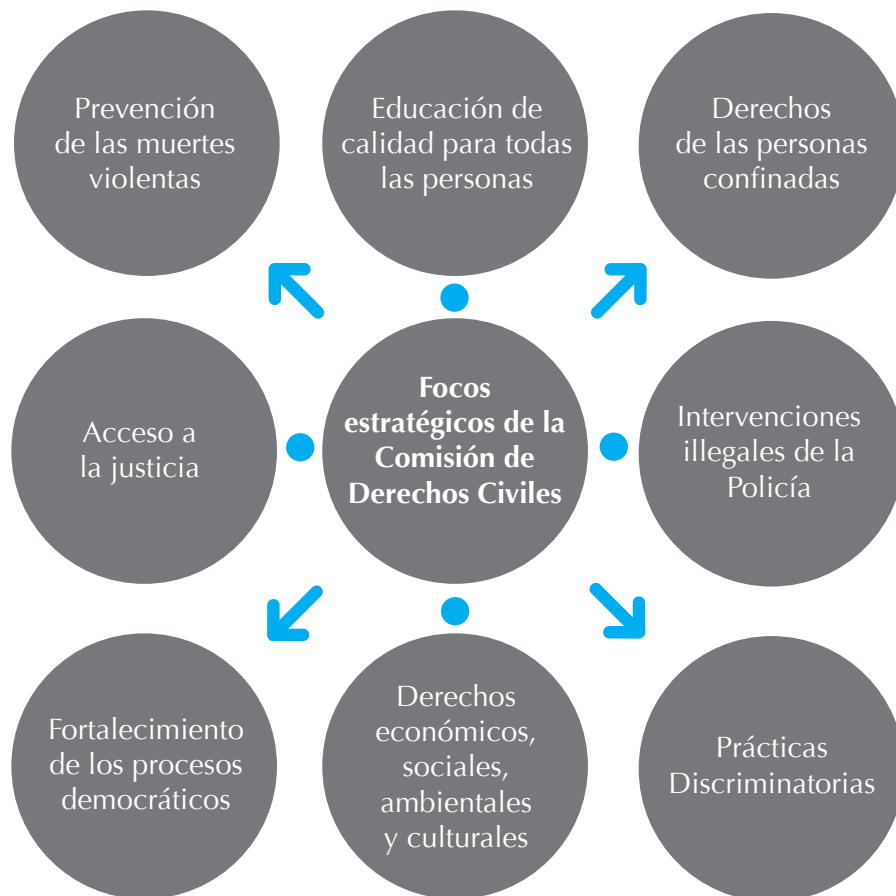 Prevención
de las muertes
violentas
Educación de
calidad para todas
las personas
Derechos
de las personas
confinadas
Acceso a
la justicia
Focos
estratégicos de la
Comisión de
Derechos Civiles
Intervenciones
illegales de la
Policía
Fortalecimiento
de los procesos
democráticos
Derechos
económicos,
sociales,
ambientales
y culturales
Prácticas
Discriminatorias